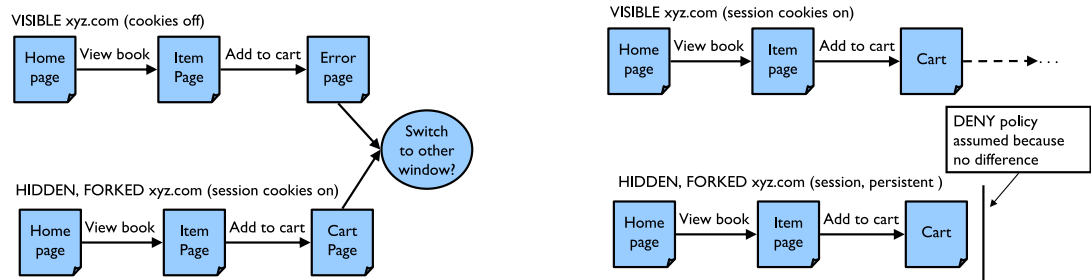 VISIBLE xyz.com (cookies off)
Home
page
View book
Item
Page
Add to cart
Error
page
Switch
to other
window?
HIDDEN, FORKED xyz.com (session cookies on)
Home
page
View book
Item
Page
Add to cart
Cart
Page
VISIBLE xyz.com (session cookies on)
Home
page
View book
Item
page
Add to cart
Cart
...
DENY policy
assumed because
no difference
HIDDEN, FORKED xyz.com (session, persistent )
Home
page
View book
Item
page
Add to cart
Cart